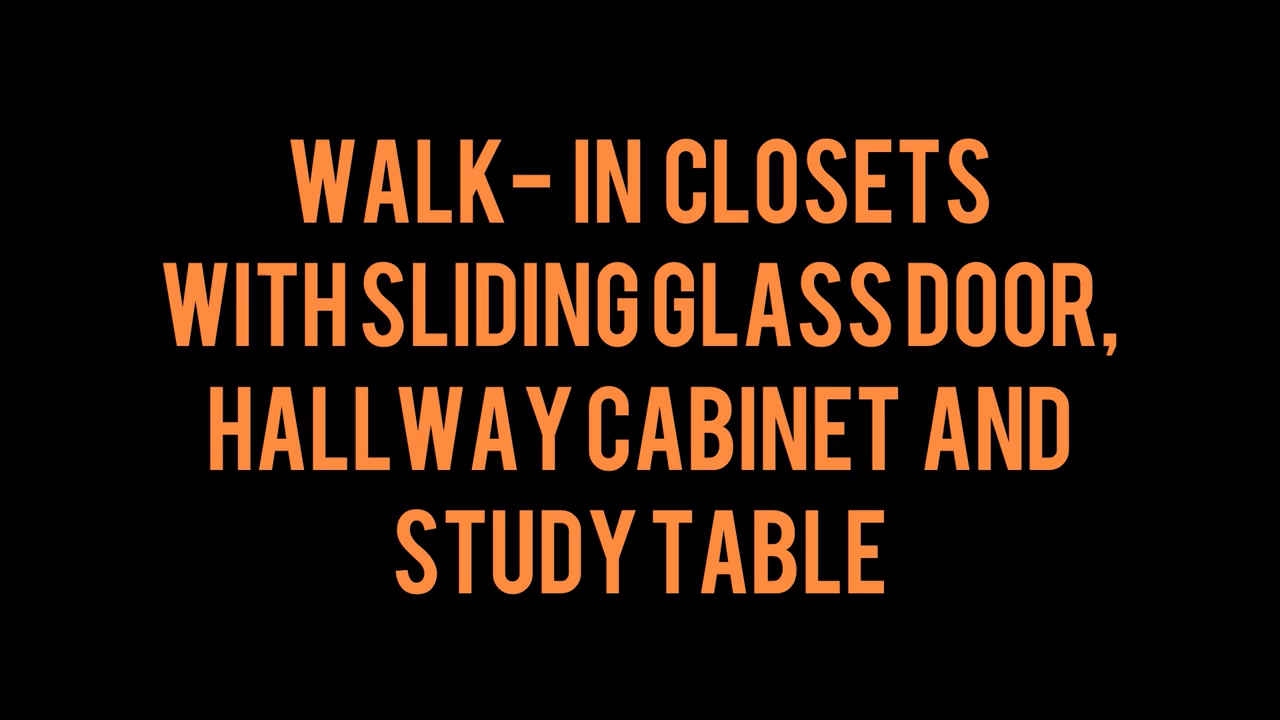 WALK- IN CLOSETS
WITH SLIDING GLASS DOOR,
HALLWAY CABINET AND
STUDY TABLE